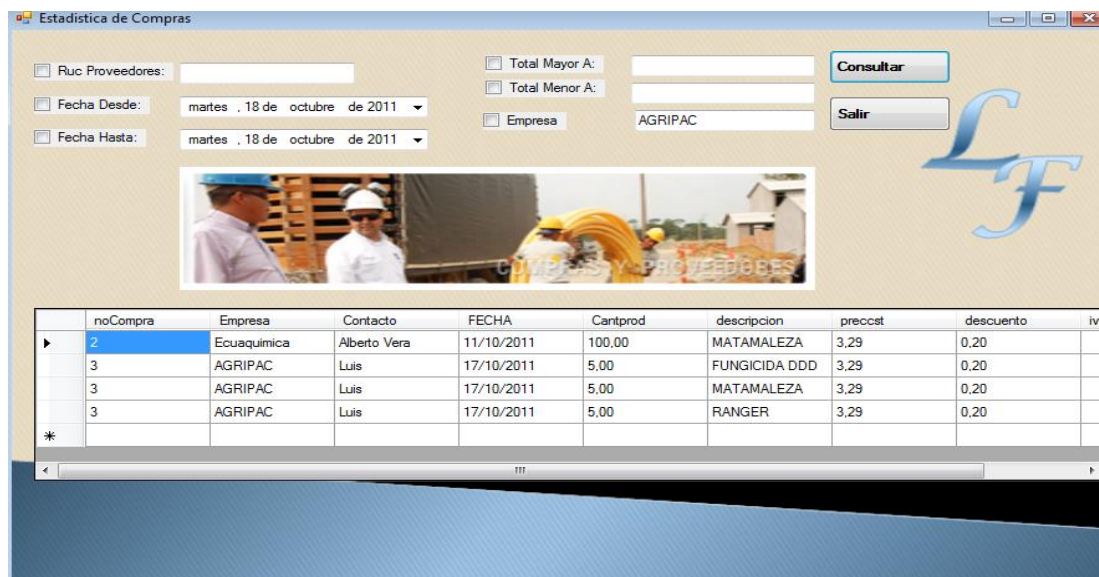 Estadistica de Compras
Ruc Proveedores:
Fecha Desde: martes , 18 de octubre de 2011
Fecha Hasta: martes , 18 de octubre de 2011
Total Mayor A:
Total Menor A:
Empresa AGRIPAC
Consultar
Salir
LF
COMPRAS Y PROVEEDORES
noCompra Empresa Contacto FECHA Cantprod descripcion preccst descuento iv
2 Ecuaquimica Alberto Vera 11/10/2011 100,00 MATAMALEZA 3,29 0,20
3 AGRIPAC Luis 17/10/2011 5,00 FUNGICIDA DDD 3,29 0,20
3 AGRIPAC Luis 17/10/2011 5,00 MATAMALEZA 3,29 0,20
3 AGRIPAC Luis 17/10/2011 5,00 RANGER 3,29 0,20